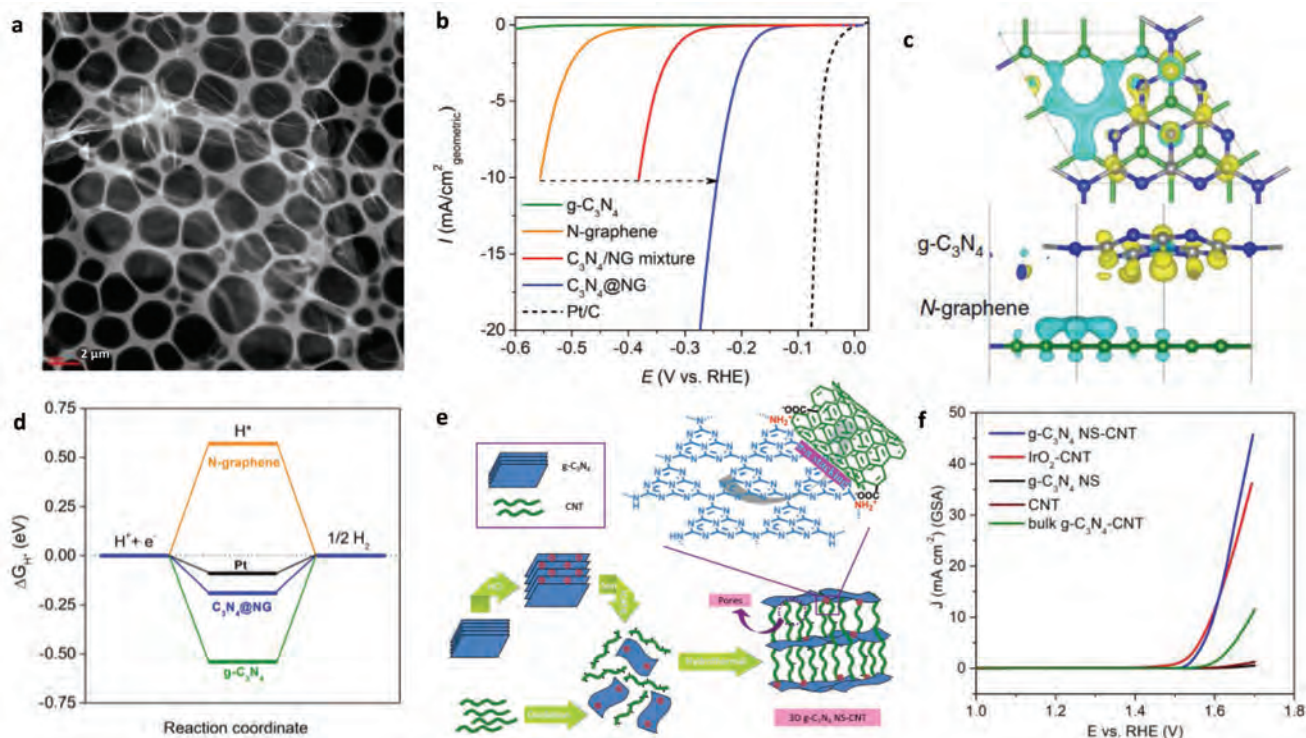 a
2 µm
b
0
-5
-10
-15
-20
I (mA/cm²geometric)
g-C₃N₄
N-graphene
C₃N₄/NG mixture
C₃N₄@NG
Pt/C
-0.6 -0.5 -0.4 -0.3 -0.2 -0.1 0.0
E (V vs. RHE)
c
g-C₃N₄
N-graphene
d
0.75
0.50
0.25
0.00
-0.25
-0.50
-0.75
ΔG_H* (eV)
H*
N-graphene
H⁺+ e⁻
1/2 H₂
Pt
C₃N₄@NG
g-C₃N₄
Reaction coordinate
e
g-C₃N₄
CNT
⁻OOC
NH₂⁺
COO⁻
Pores
3D g-C₃N₄ NS-CNT
f
50
40
30
20
10
0
J (mA cm⁻²) (GSA)
g-C₃N₄ NS-CNT
IrO₂-CNT
g-C₃N₄ NS
CNT
bulk g-C₃N₄-CNT
1.0 1.2 1.4 1.6 1.8
E vs. RHE (V)